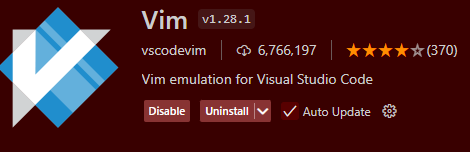 Vim v1.28.1
vscodevim | 6,766,197 | (370)
Vim emulation for Visual Studio Code
Disable Uninstall Auto Update